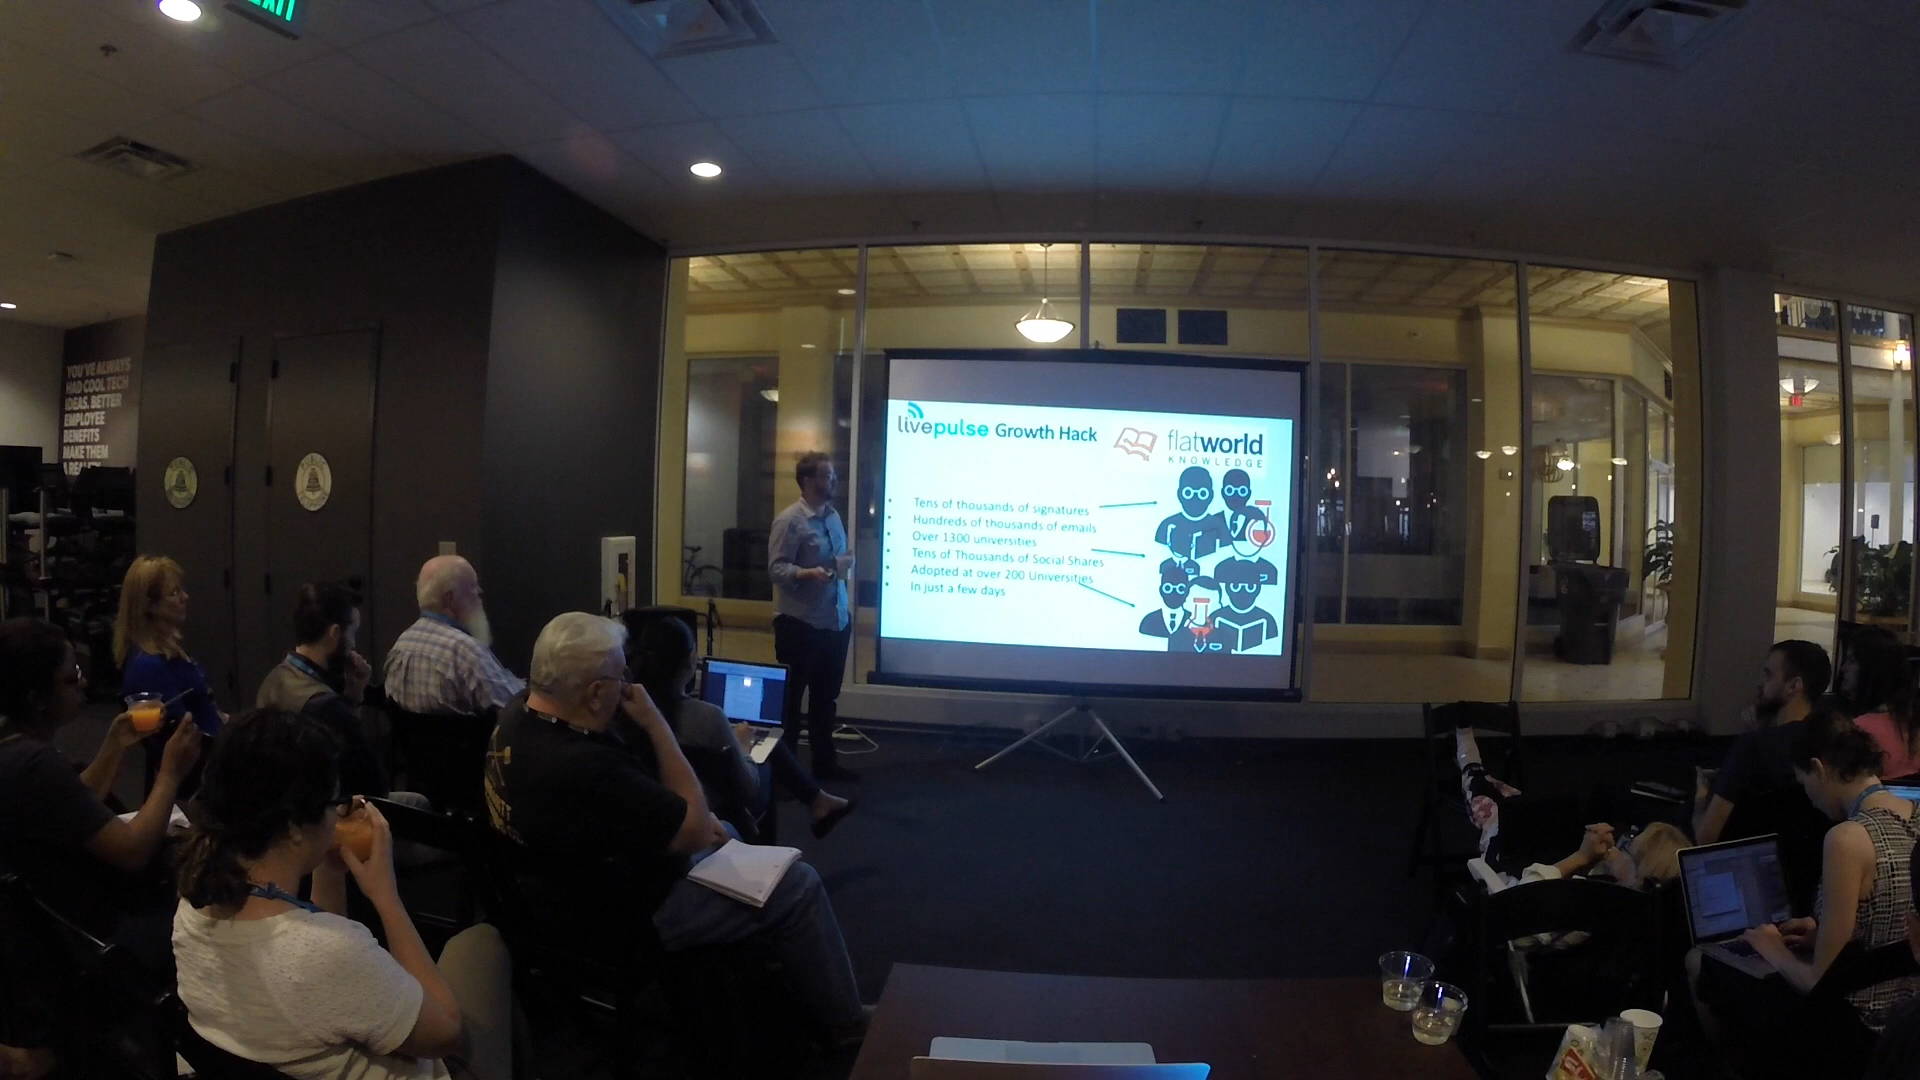 EXIT
YOU'VE ALWAYS
HAD COOL TECH
IDEAS. BETTER
EMPLOYEE
BENEFITS
MAKE THEM
livepulse Growth Hack
flatworld
KNOWLEDGE
• Tens of thousands of signatures
• Hundreds of thousands of emails
• Over 1300 universities
• Tens of Thousands of Social Shares
• Adopted at over 200 Universities
• In just a few days